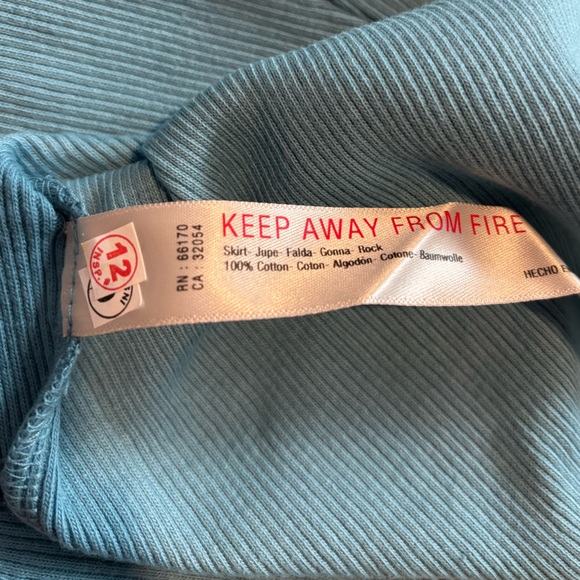 RN : 66170
CA : 32054
KEEP AWAY FROM FIRE
Skirt- Jupe- Falda- Gonna- Rock
100% Cotton- Coton- Algodón- Cotone- Baumwolle
HECHO E
12
INSP.